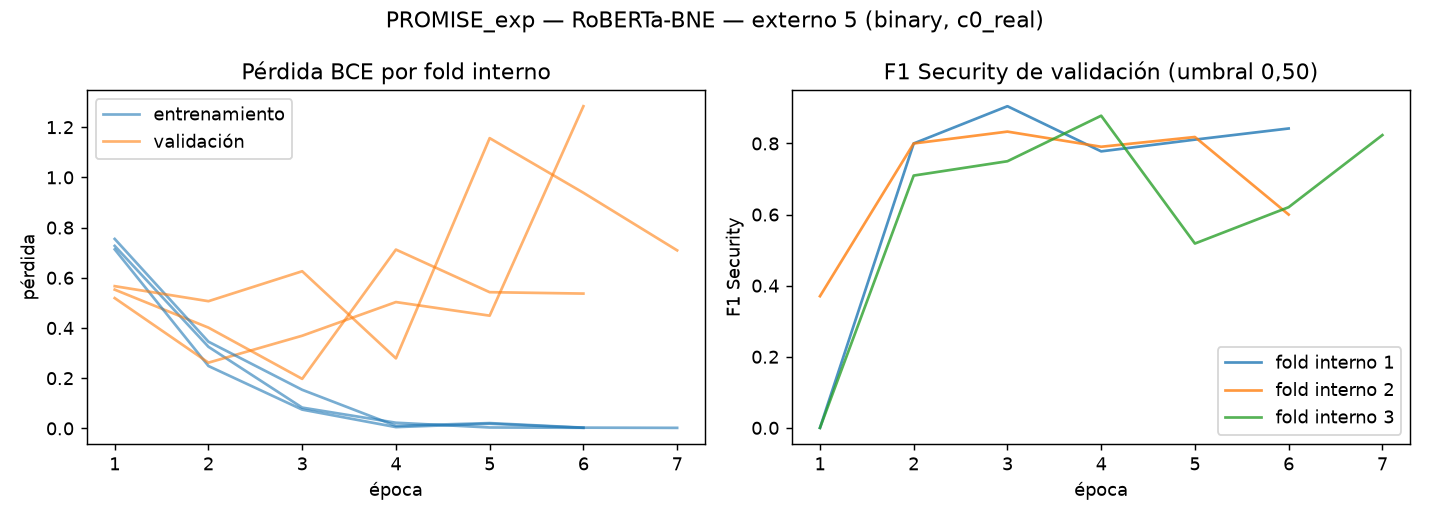 PROMISE_exp — RoBERTa-BNE — externo 5 (binary, c0_real)
Pérdida BCE por fold interno
entrenamiento
validación
pérdida
1.2
1.0
0.8
0.6
0.4
0.2
0.0
1 2 3 4 5 6 7
época
F1 Security de validación (umbral 0,50)
F1 Security
0.8
0.6
0.4
0.2
0.0
fold interno 1
fold interno 2
fold interno 3
1 2 3 4 5 6 7
época